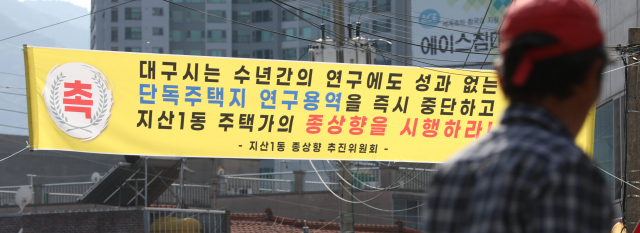 에이스침대
촉
대구시는 수년간의 연구에도 성과 없는
단독주택지 연구용역을 즉시 중단하고
지산1동 주택가의 종상향을 시행하라!
- 지산1동 종상향 추진위원회 -